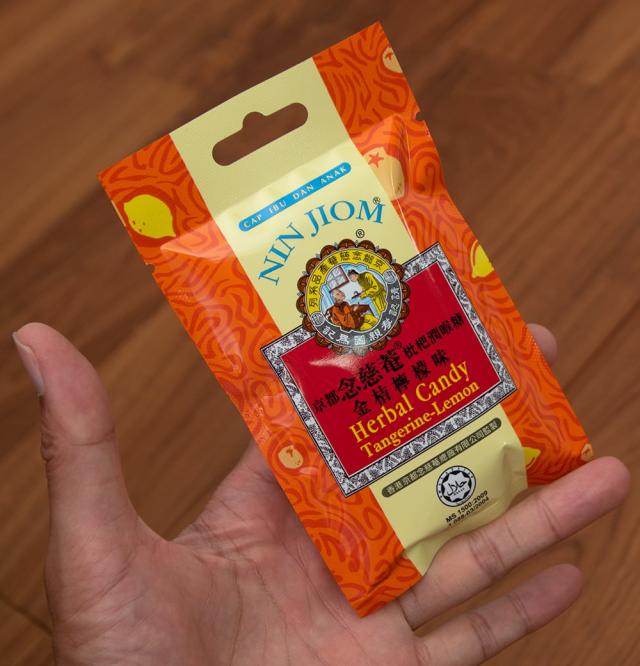 CAP IBU DAN ANAK
NIN JIOM®
®
京都念慈菴®枇杷潤喉糖
金桔檸檬味
Herbal Candy
Tangerine-Lemon
香港京都念慈菴總廠有限公司監製
MS 1500:2009